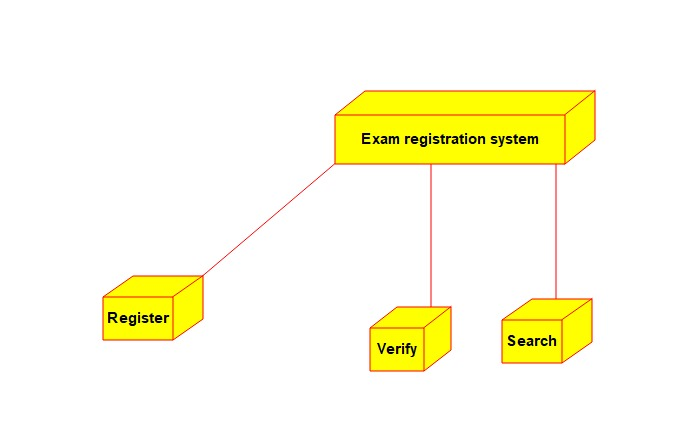 Exam registration system
Register
Verify
Search